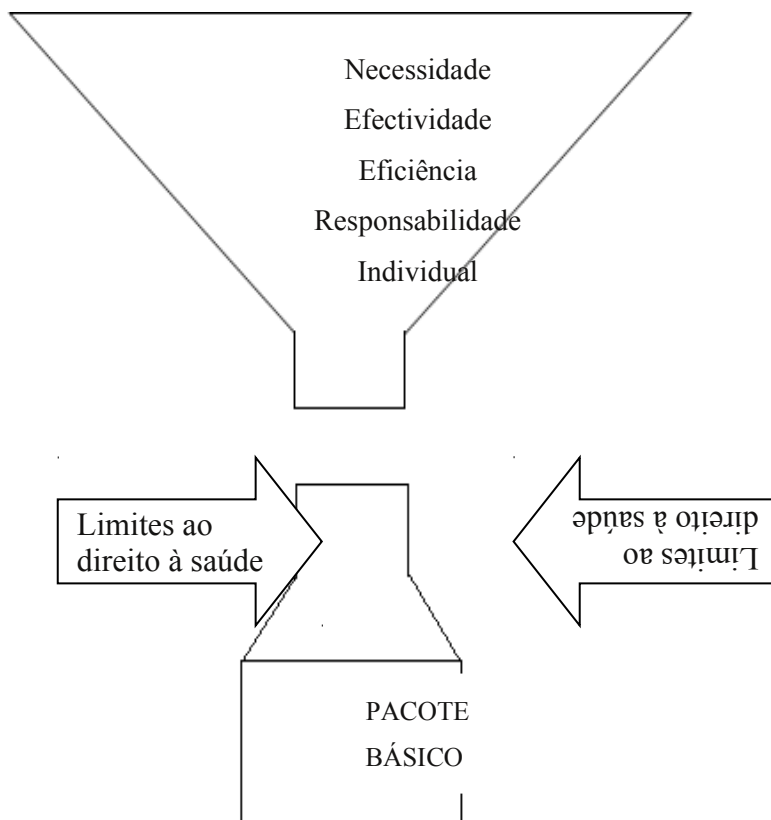 Necessidade
Efectividade
Eficiência
Responsabilidade
Individual
Limites ao
direito à saúde
Limites ao
direito à saúde
PACOTE
BÁSICO